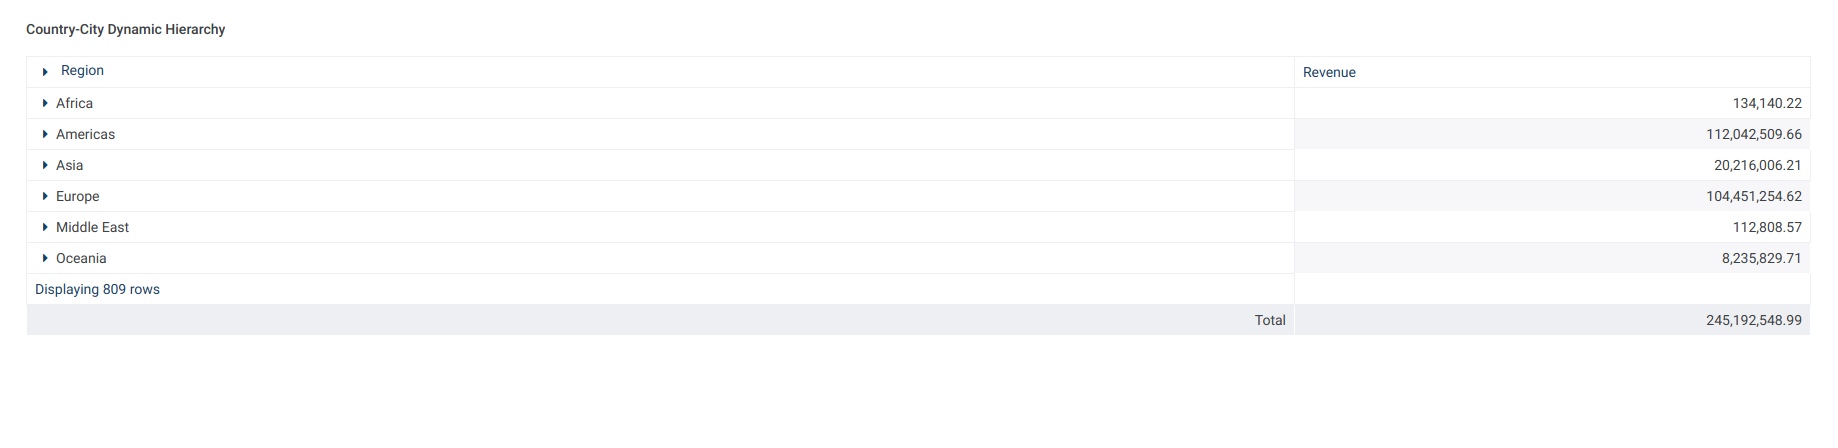 Country-City Dynamic Hierarchy
Region Revenue
Africa 134,140.22
Americas 112,042,509.66
Asia 20,216,006.21
Europe 104,451,254.62
Middle East 112,808.57
Oceania 8,235,829.71
Displaying 809 rows
Total 245,192,548.99